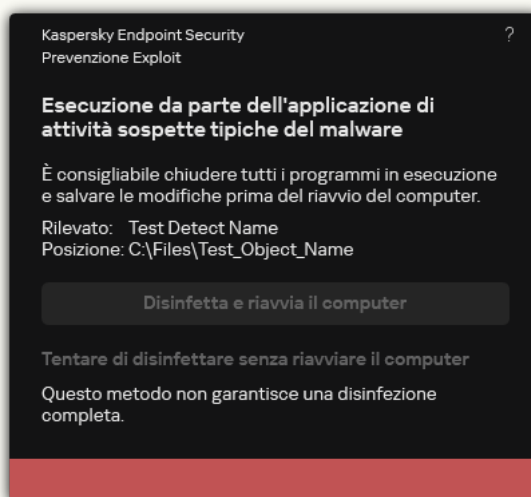 Kaspersky Endpoint Security
?
Prevenzione Exploit
Esecuzione da parte dell'applicazione di
attività sospette tipiche del malware
È consigliabile chiudere tutti i programmi in esecuzione
e salvare le modifiche prima del riavvio del computer.
Rilevato: Test Detect Name
Posizione: C:\Files\Test_Object_Name
Disinfetta e riavvia il computer
Tentare di disinfettare senza riavviare il computer
Questo metodo non garantisce una disinfezione
completa.